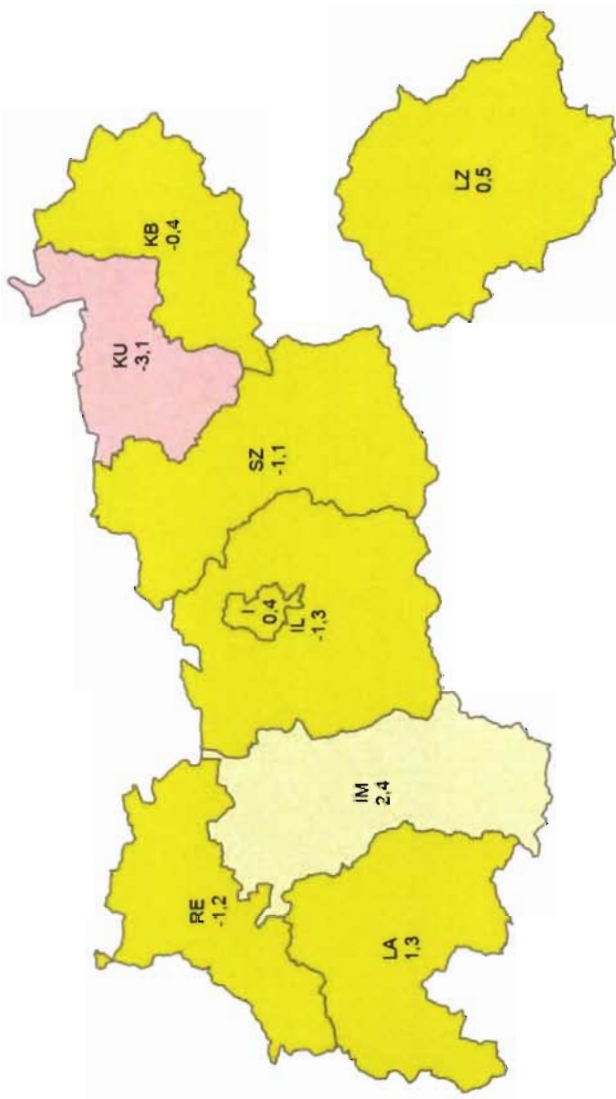 KU
-3,1
KB
-0,4
SZ
-1,1
LZ
0,5
I
0,4
IL
-1,3
RE
-1,2
IM
2,4
LA
1,3